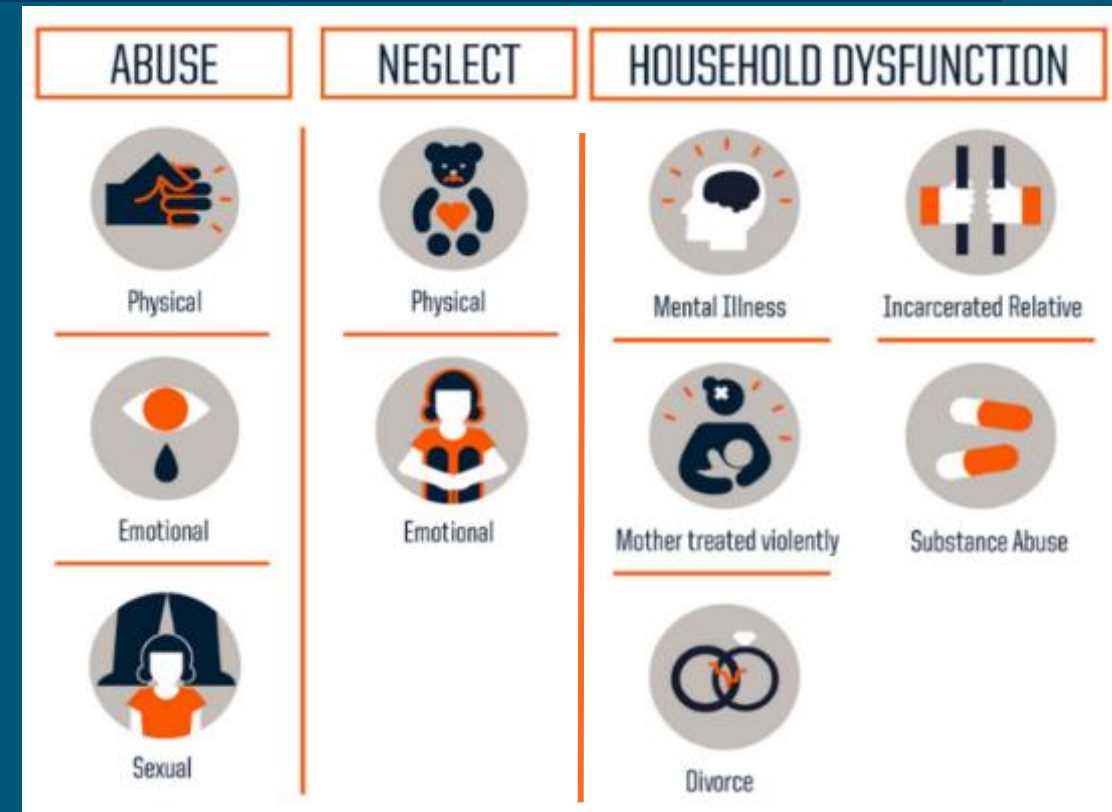 ABUSE
NEGLECT
HOUSEHOLD DYSFUNCTION
Physical
Physical
Mental Illness
Incarcerated Relative
Emotional
Emotional
Mother treated violently
Substance Abuse
Sexual
Divorce